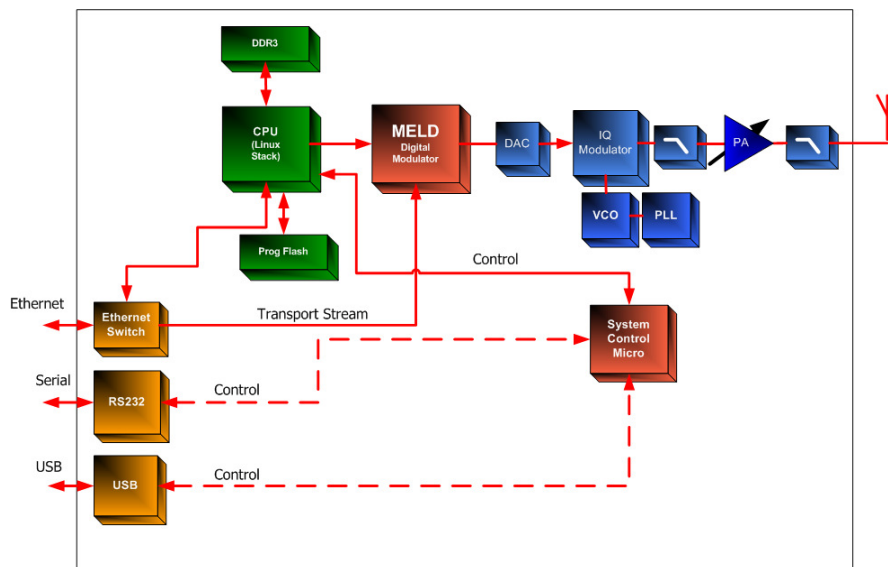 DDR3
CPU
(Linux
Stack)
MELD
Digital
Modulator
DAC
IQ
Modulator
PA
VCO
PLL
Prog Flash
Control
Ethernet
Ethernet
Switch
Transport Stream
System
Control
Micro
Serial
RS232
Control
USB
USB
Control